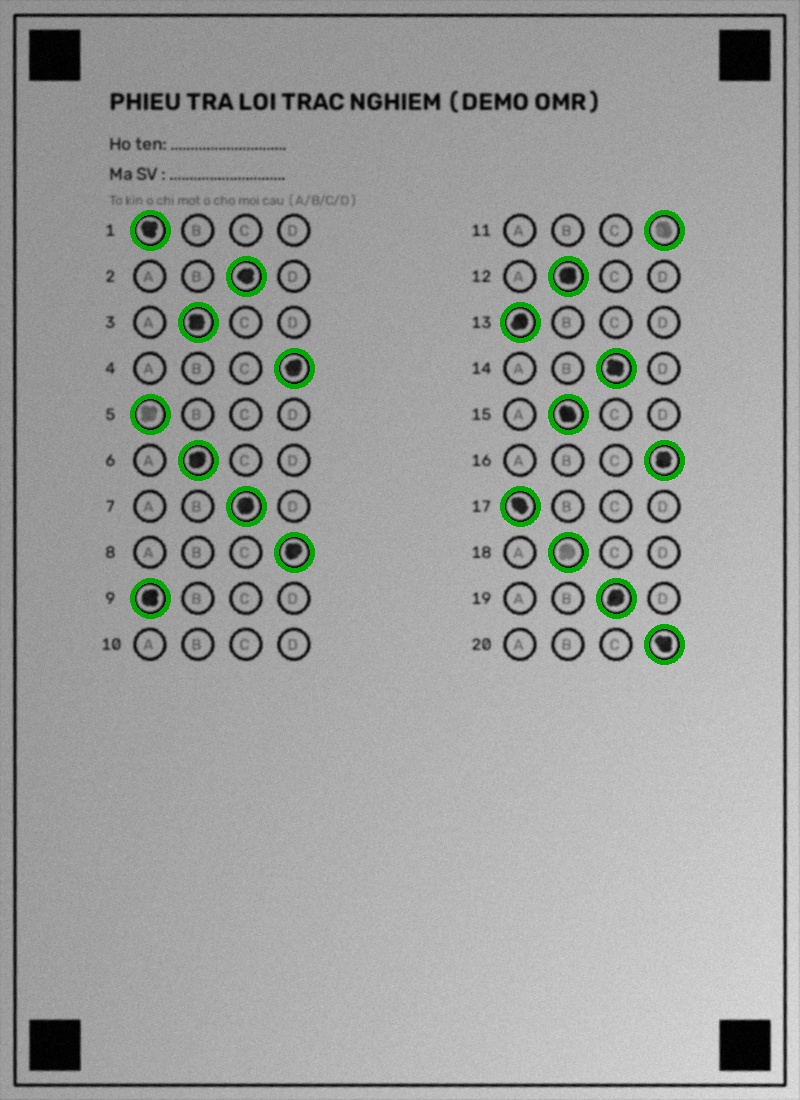 PHIEU TRA LOI TRAC NGHIEM (DEMO OMR)
Ho ten: ............................
Ma SV : ............................
To kin o chi mot o cho moi cau (A/B/C/D)
1 B C D
2 A B D
3 A C D
4 A B C
5 B C D
6 A C D
7 A B D
8 A B C
9 B C D
10 A B C D
11 A B C
12 A C D
13 B C D
14 A B D
15 A C D
16 A B C
17 B C D
18 A C D
19 A B D
20 A B C